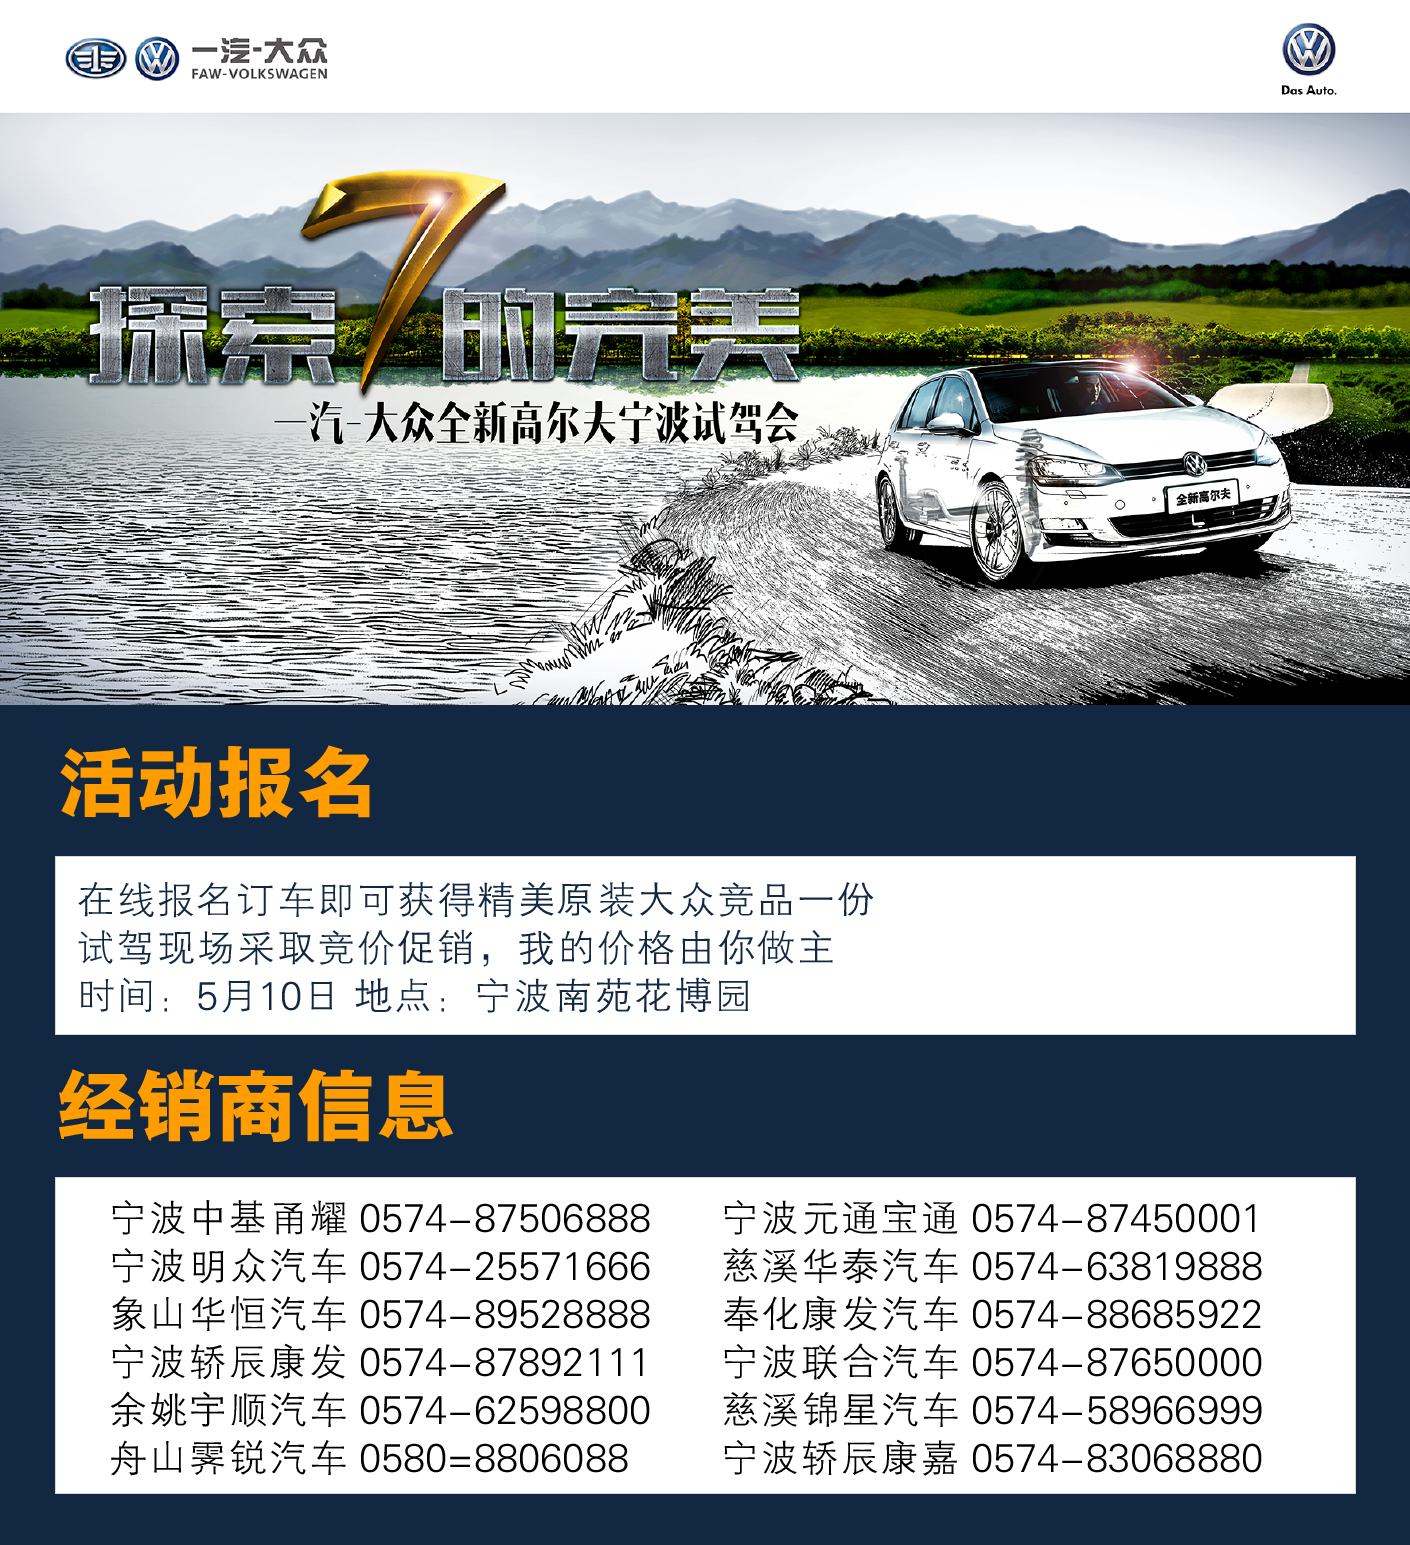 一汽-大众
FAW-VOLKSWAGEN
Das Auto.
探索7的完美
一汽-大众全新高尔夫宁波试驾会
全新高尔夫
活动报名
在线报名订车即可获得精美原装大众竞品一份
试驾现场采取竞价促销，我的价格由你做主
时间：5月10日 地点：宁波南苑花博园
经销商信息
宁波中基甬耀 0574-87506888
宁波明众汽车 0574-25571666
象山华恒汽车 0574-89528888
宁波轿辰康发 0574-87892111
余姚宇顺汽车 0574-62598800
舟山霁锐汽车 0580=8806088
宁波元通宝通 0574-87450001
慈溪华泰汽车 0574-63819888
奉化康发汽车 0574-88685922
宁波联合汽车 0574-87650000
慈溪锦星汽车 0574-58966999
宁波轿辰康嘉 0574-83068880